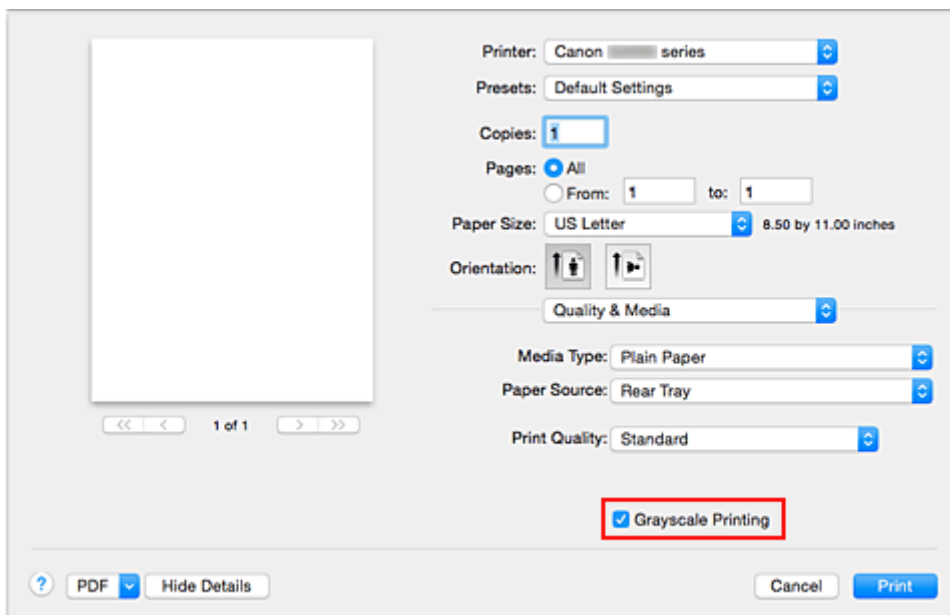 Printer: Canon series
Presets: Default Settings
Copies: 1
Pages: All
From: 1 to: 1
Paper Size: US Letter 8.50 by 11.00 inches
Orientation:
Quality & Media
Media Type: Plain Paper
Paper Source: Rear Tray
1 of 1
Print Quality: Standard
Grayscale Printing
? PDF Hide Details Cancel Print